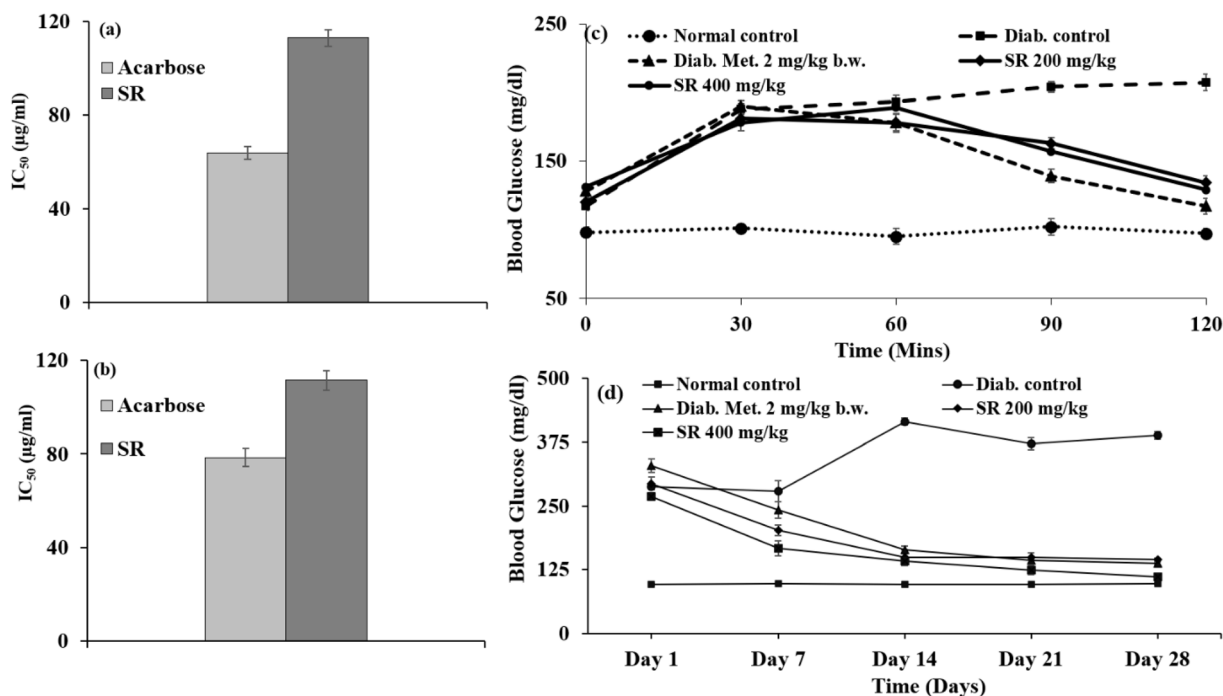 (a)
120
80
40
0
IC₅₀ (µg/ml)
Acarbose
SR
(b)
120
80
40
0
IC₅₀ (µg/ml)
Acarbose
SR
(c)
250
150
50
Blood Glucose (mg/dl)
Normal control
Diab. control
Diab. Met. 2 mg/kg b.w.
SR 200 mg/kg
SR 400 mg/kg
0 30 60 90 120
Time (Mins)
(d)
500
375
250
125
0
Blood Glucose (mg/dl)
Normal control
Diab. control
Diab. Met. 2 mg/kg b.w.
SR 200 mg/kg
SR 400 mg/kg
Day 1 Day 7 Day 14 Day 21 Day 28
Time (Days)